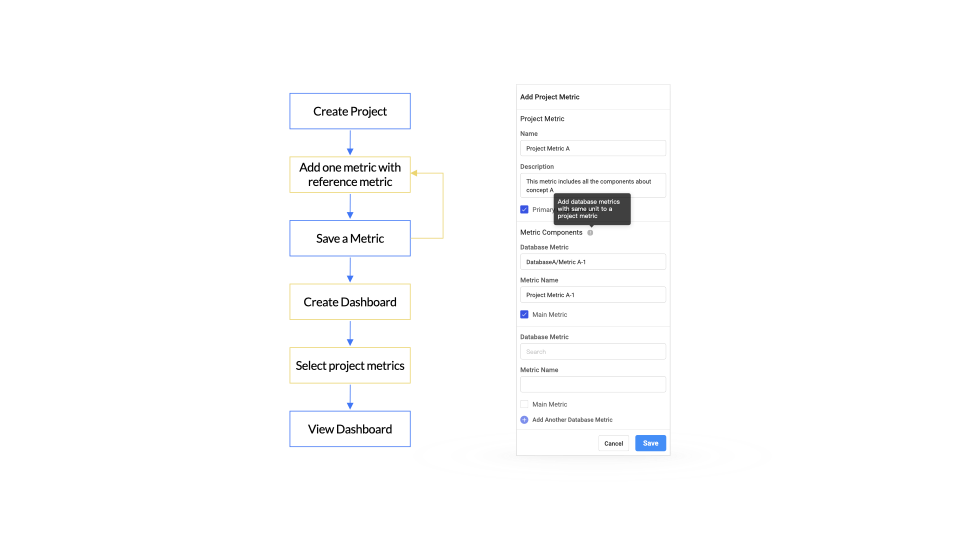 Create Project
Add one metric with
reference metric
Save a Metric
Create Dashboard
Select project metrics
View Dashboard
Add Project Metric
Project Metric
Name
Project Metric A
Description
This metric includes all the components about
concept A
Primary
Add database metrics
with same unit to a
project metric
Metric Components
Database Metric
DatabaseA/Metric A-1
Metric Name
Project Metric A-1
Main Metric
Database Metric
Search
Metric Name
Main Metric
Add Another Database Metric
Cancel
Save